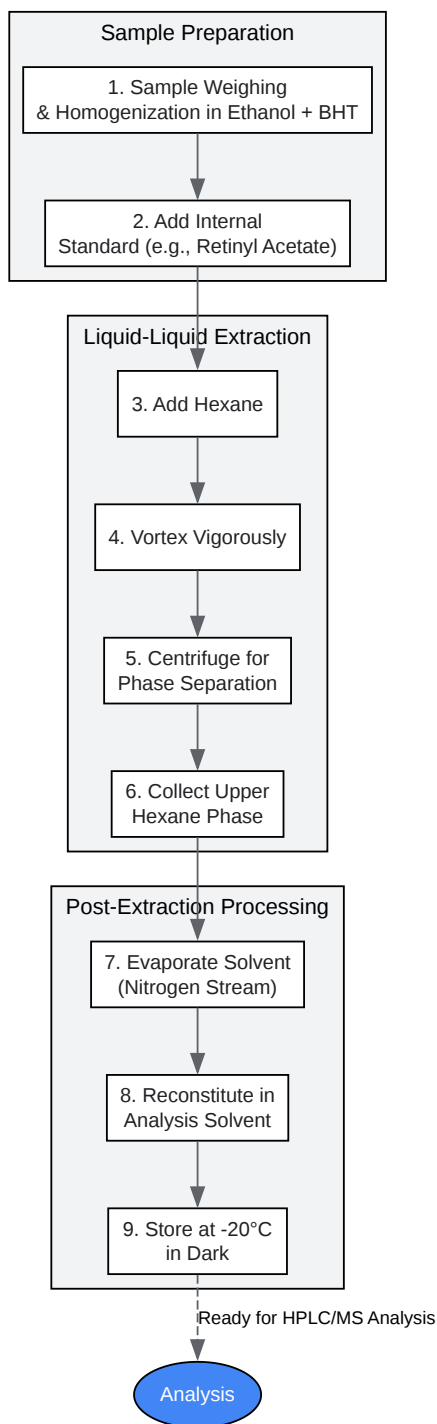 Sample Preparation
1. Sample Weighing
& Homogenization in Ethanol + BHT
2. Add Internal
Standard (e.g., Retinyl Acetate)
Liquid-Liquid Extraction
3. Add Hexane
4. Vortex Vigorously
5. Centrifuge for
Phase Separation
6. Collect Upper
Hexane Phase
Post-Extraction Processing
7. Evaporate Solvent
(Nitrogen Stream)
8. Reconstitute in
Analysis Solvent
9. Store at -20°C
in Dark
Ready for HPLC/MS Analysis
Analysis